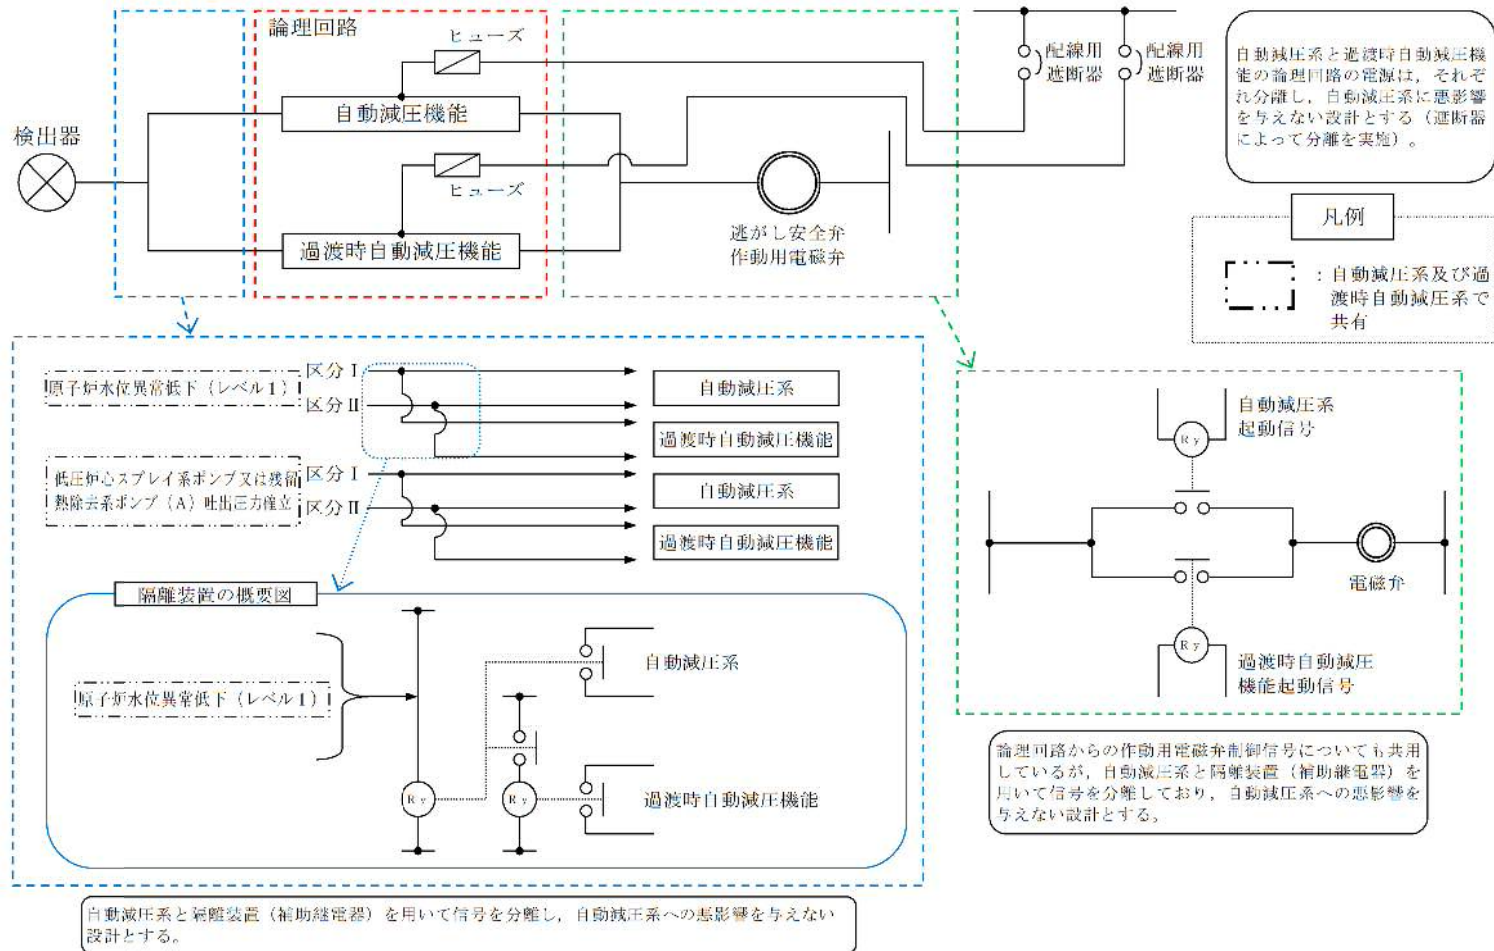 論理回路
ヒューズ
配線用
遮断器
配線用
遮断器
自動減圧系と過渡時自動減圧機
能の論理回路の電源は，それぞ
れ分離し，自動減圧系に悪影響
を与えない設計とする（遮断器
によって分離を実施）。
自動減圧機能
検出器
ヒューズ
過渡時自動減圧機能
逃がし安全弁
作動用電磁弁
凡例
：自動減圧系及び過
渡時自動減圧系で
共有
原子炉水位異常低下（レベル１）
区分Ⅰ
区分Ⅱ
自動減圧系
過渡時自動減圧機能
低圧炉心スプレイ系ポンプ又は残留
熱除去系ポンプ（A）吐出圧力確立
区分Ⅰ
区分Ⅱ
自動減圧系
過渡時自動減圧機能
隔離装置の概要図
原子炉水位異常低下（レベル１）
自動減圧系
Ry
Ry
過渡時自動減圧機能
自動減圧系
起動信号
Ry
電磁弁
Ry
過渡時自動減圧
機能起動信号
論理回路からの作動用電磁弁制御信号についても共用
しているが，自動減圧系と隔離装置（補助継電器）を
用いて信号を分離しており，自動減圧系への悪影響を
与えない設計とする。
自動減圧系と隔離装置（補助継電器）を用いて信号を分離し，自動減圧系への悪影響を与えない
設計とする。